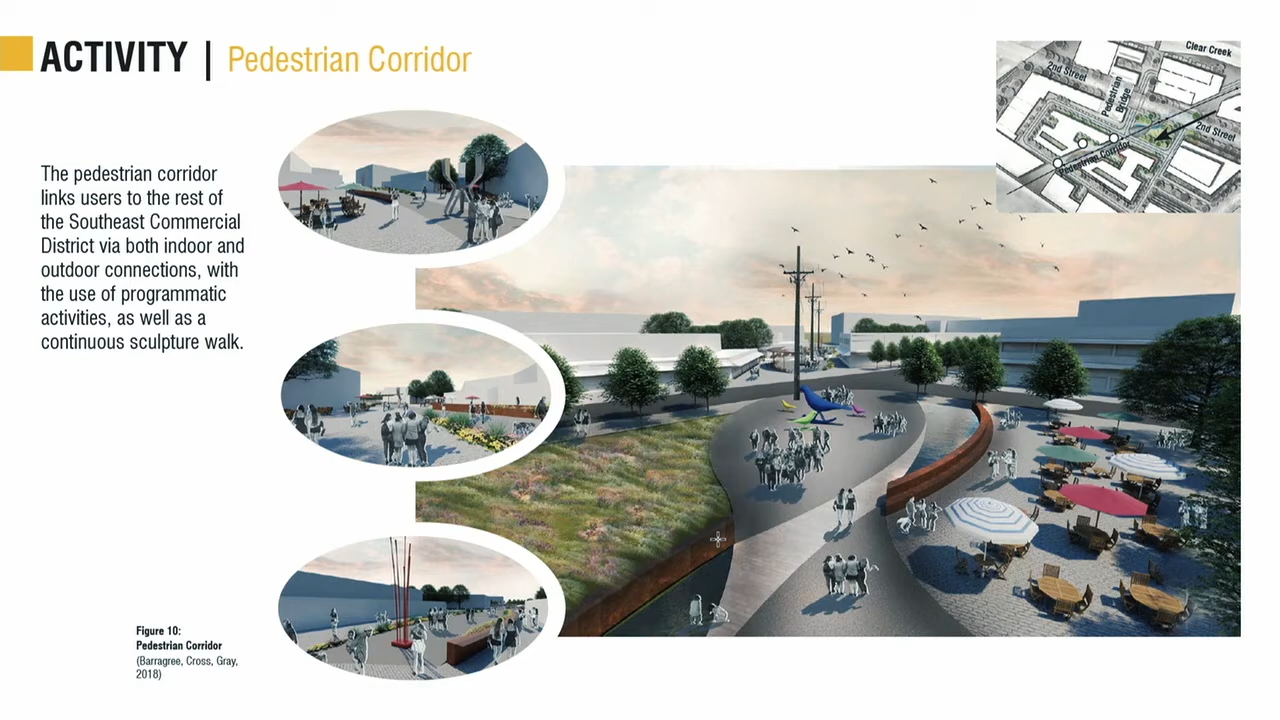 ACTIVITY | Pedestrian Corridor
The pedestrian corridor
links users to the rest of
the Southeast Commercial
District via both indoor and
outdoor connections, with
the use of programmatic
activities, as well as a
continuous sculpture walk.
Figure 10:
Pedestrian Corridor
(Barragree, Cross, Gray,
2018)
Clear Creek
2nd Street
Pedestrian
Bridge
2nd Street
Pedestrian Corridor